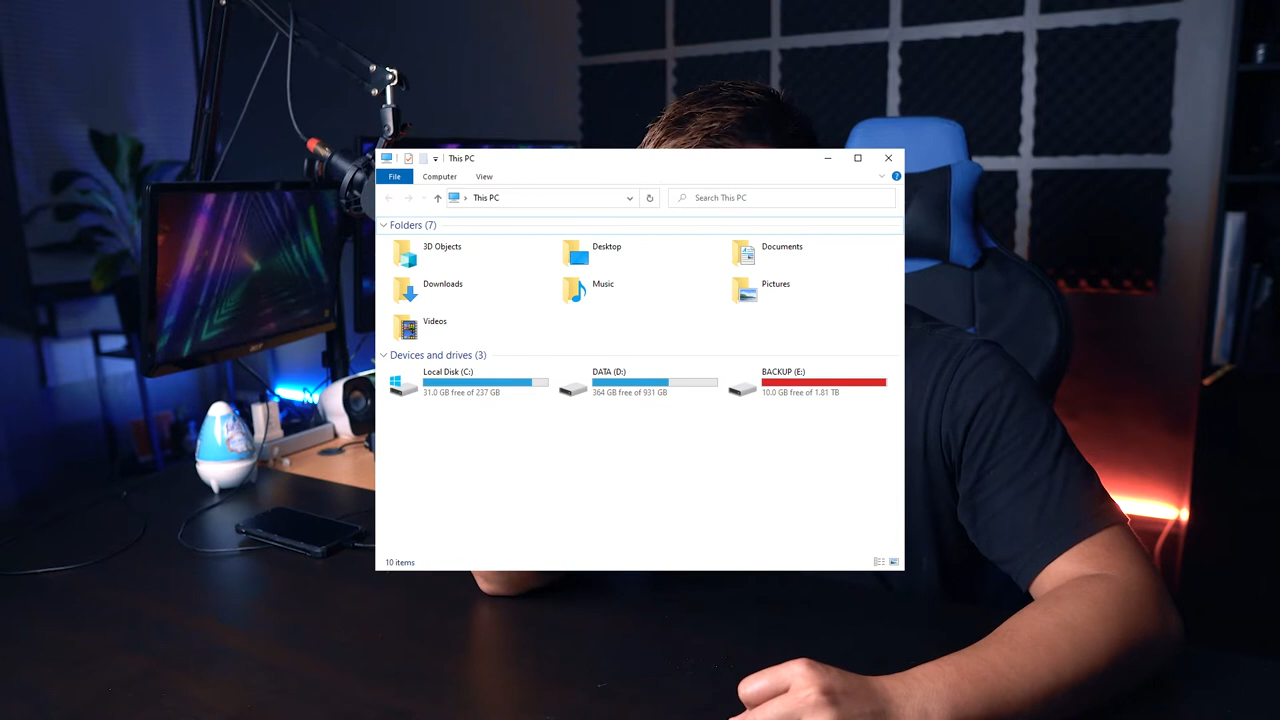 This PC
File Computer View
This PC Search This PC
Folders (7)
3D Objects Desktop Documents
Downloads Music Pictures
Videos
Devices and drives (3)
Local Disk (C:) DATA (D:) BACKUP (E:)
31.0 GB free of 237 GB 364 GB free of 931 GB 10.0 GB free of 1.81 TB
10 items